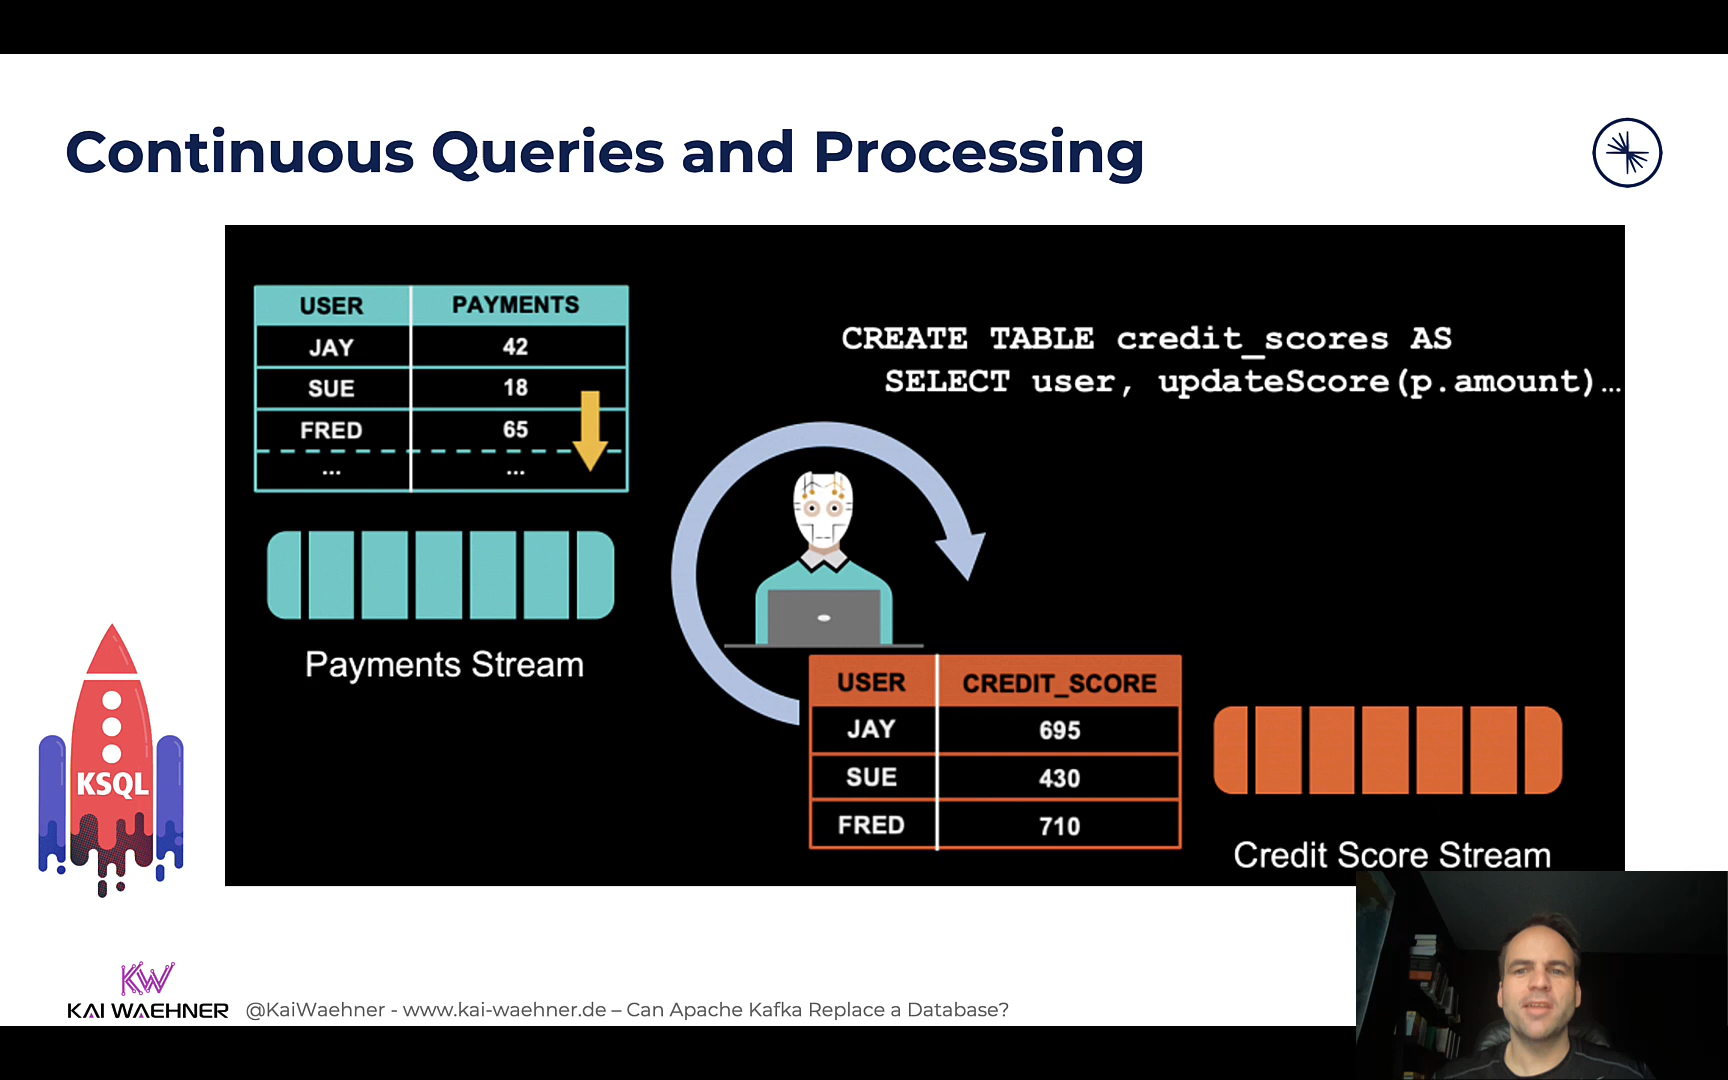 Continuous Queries and Processing
USER PAYMENTS
JAY 42
SUE 18
FRED 65
... ...
Payments Stream
CREATE TABLE credit_scores AS
SELECT user, updateScore(p.amount)...
USER CREDIT_SCORE
JAY 695
SUE 430
FRED 710
Credit Score Stream
KSQL
KW
KAI WAEHNER
@KaiWaehner - www.kai-waehner.de – Can Apache Kafka Replace a Database?